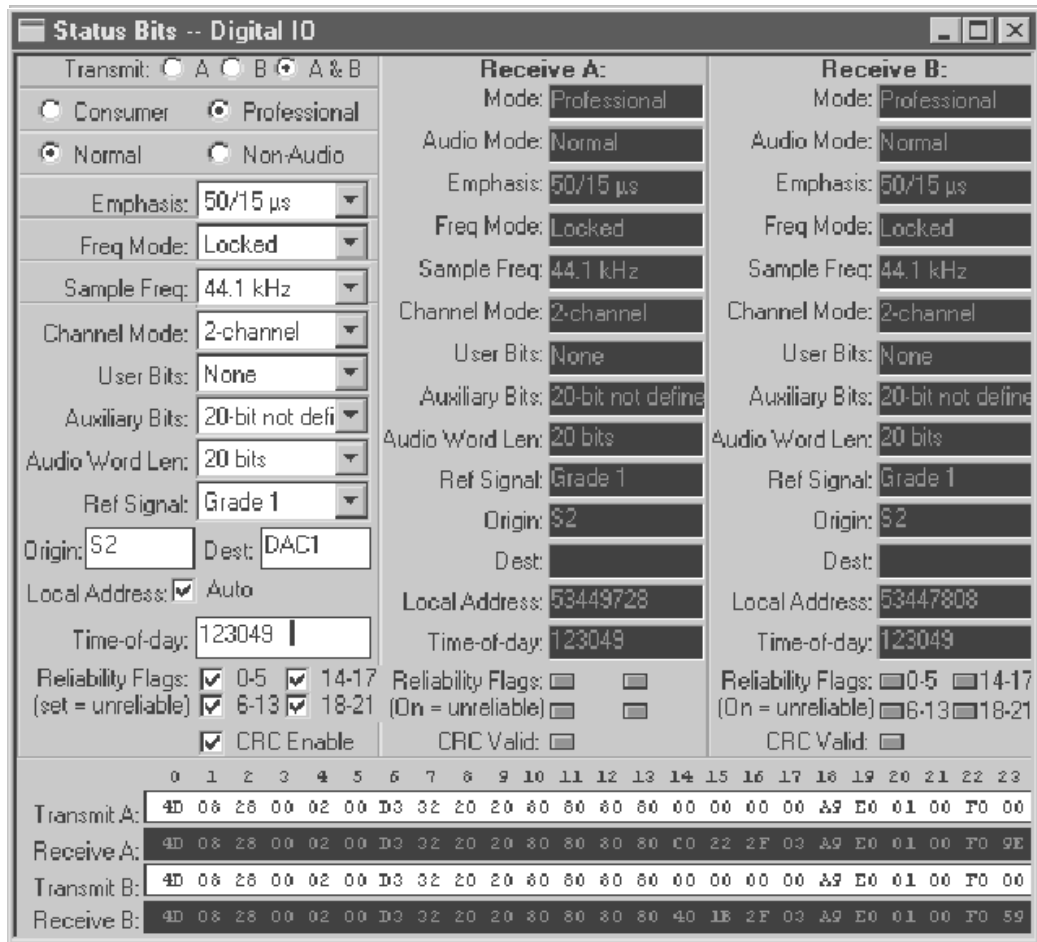 Status Bits -- Digital IO
Transmit: A B A & B
Consumer Professional
Normal Non-Audio
Emphasis: 50/15 µs
Freq Mode: Locked
Sample Freq: 44.1 kHz
Channel Mode: 2-channel
User Bits: None
Auxiliary Bits: 20-bit not defi
Audio Word Len: 20 bits
Ref Signal: Grade 1
Origin: S2 Dest: DAC1
Local Address: Auto
Time-of-day: 123049
Reliability Flags: 0-5 14-17
(set = unreliable) 6-13 18-21
CRC Enable
Receive A:
Mode: Professional
Audio Mode: Normal
Emphasis: 50/15 µs
Freq Mode: Locked
Sample Freq: 44.1 kHz
Channel Mode: 2-channel
User Bits: None
Auxiliary Bits: 20-bit not define
Audio Word Len: 20 bits
Ref Signal: Grade 1
Origin: S2
Dest:
Local Address: 53449728
Time-of-day: 123049
Reliability Flags:
(On = unreliable)
CRC Valid:
Receive B:
Mode: Professional
Audio Mode: Normal
Emphasis: 50/15 µs
Freq Mode: Locked
Sample Freq: 44.1 kHz
Channel Mode: 2-channel
User Bits: None
Auxiliary Bits: 20-bit not define
Audio Word Len: 20 bits
Ref Signal: Grade 1
Origin: S2
Dest:
Local Address: 53447808
Time-of-day: 123049
Reliability Flags: 0-5 14-17
(On = unreliable) 6-13 18-21
CRC Valid:
0 1 2 3 4 5 6 7 8 9 10 11 12 13 14 15 16 17 18 19 20 21 22 23
Transmit A: 4D 08 28 00 02 00 D3 32 20 20 80 80 80 80 00 00 00 00 A9 E0 01 00 F0 00
Receive A: 4D 08 28 00 02 00 D3 32 20 20 80 80 80 80 C0 22 2F 03 A9 E0 01 00 F0 9E
Transmit B: 4D 08 28 00 02 00 D3 32 20 20 80 80 80 80 00 00 00 00 A9 E0 01 00 F0 00
Receive B: 4D 08 28 00 02 00 D3 32 20 20 80 80 80 80 40 1B 2F 03 A9 E0 01 00 F0 59